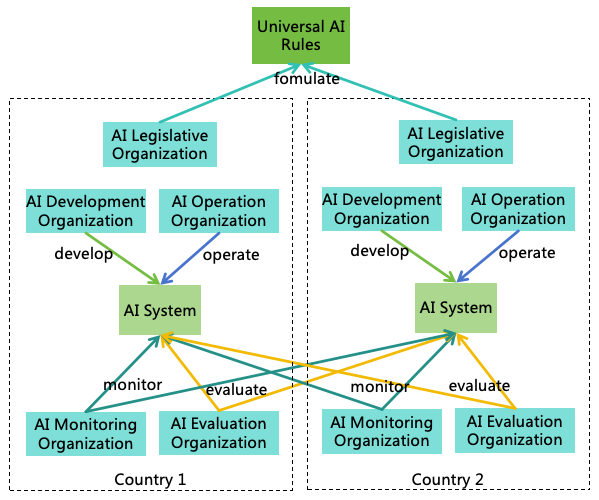 Universal AI
Rules
fomulate
AI Legislative
Organization
AI Legislative
Organization
AI Development
Organization
AI Operation
Organization
AI Development
Organization
AI Operation
Organization
develop
operate
develop
operate
AI System
AI System
monitor
evaluate
monitor
evaluate
AI Monitoring
Organization
AI Evaluation
Organization
AI Monitoring
Organization
AI Evaluation
Organization
Country 1
Country 2